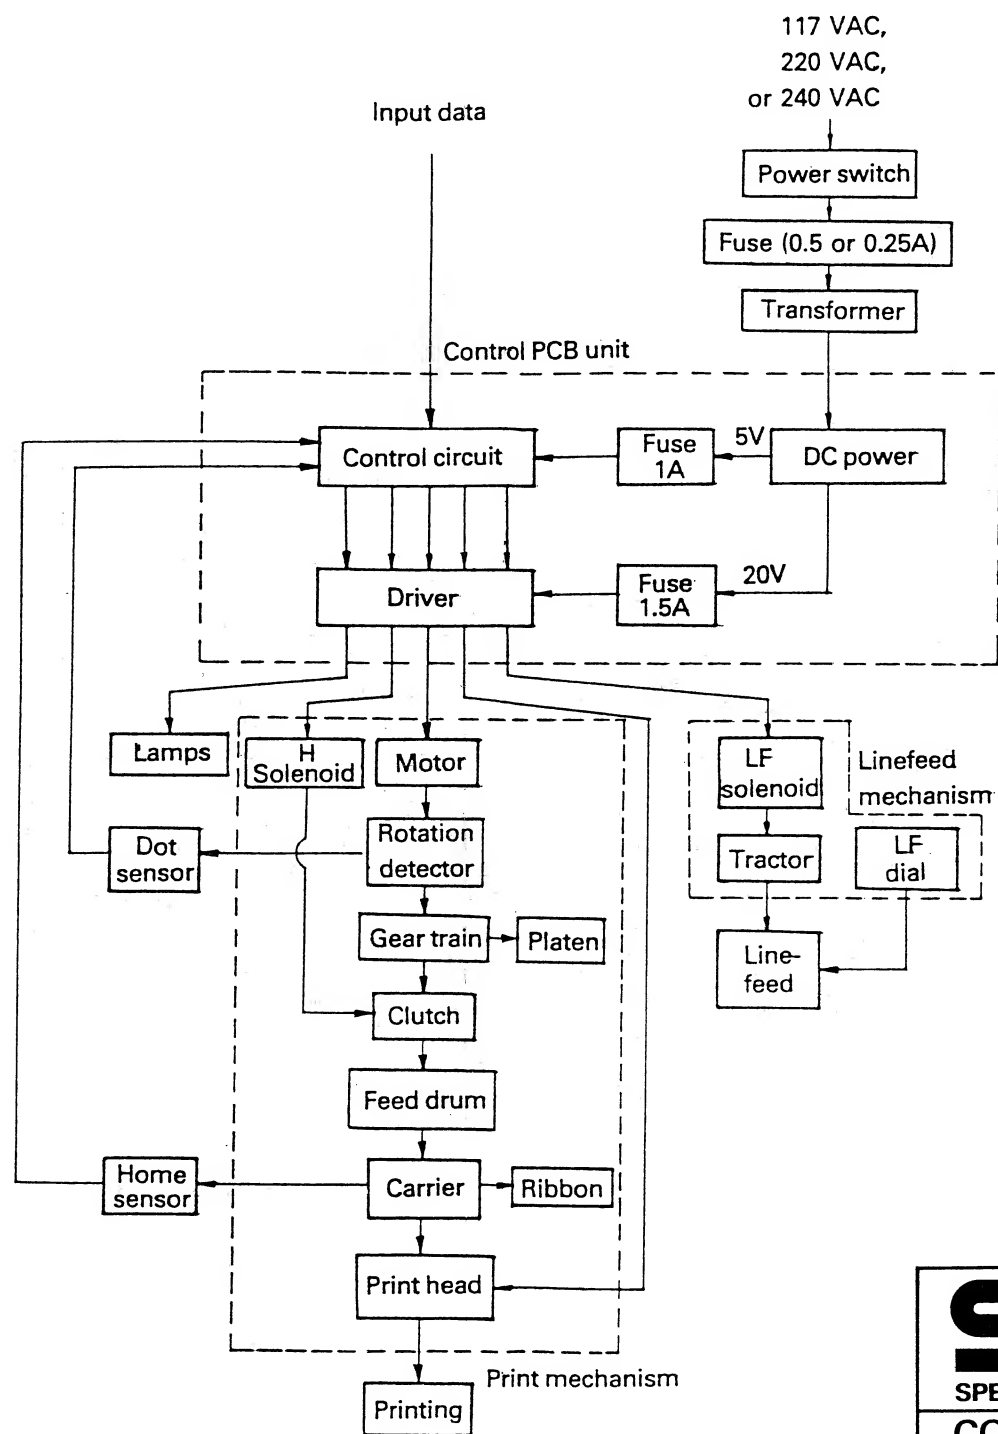 117 VAC,
220 VAC,
or 240 VAC
Input data
Power switch
Fuse (0.5 or 0.25A)
Transformer
Control PCB unit
Control circuit
Fuse
1A
5V
DC power
Driver
Fuse
1.5A
20V
Lamps
H
Solenoid
Motor
LF
solenoid
Linefeed
mechanism
Dot
sensor
Rotation
detector
Tractor
LF
dial
Gear train
Platen
Line-
feed
Clutch
Feed drum
Home
sensor
Carrier
Ribbon
Print head
Print mechanism
Printing